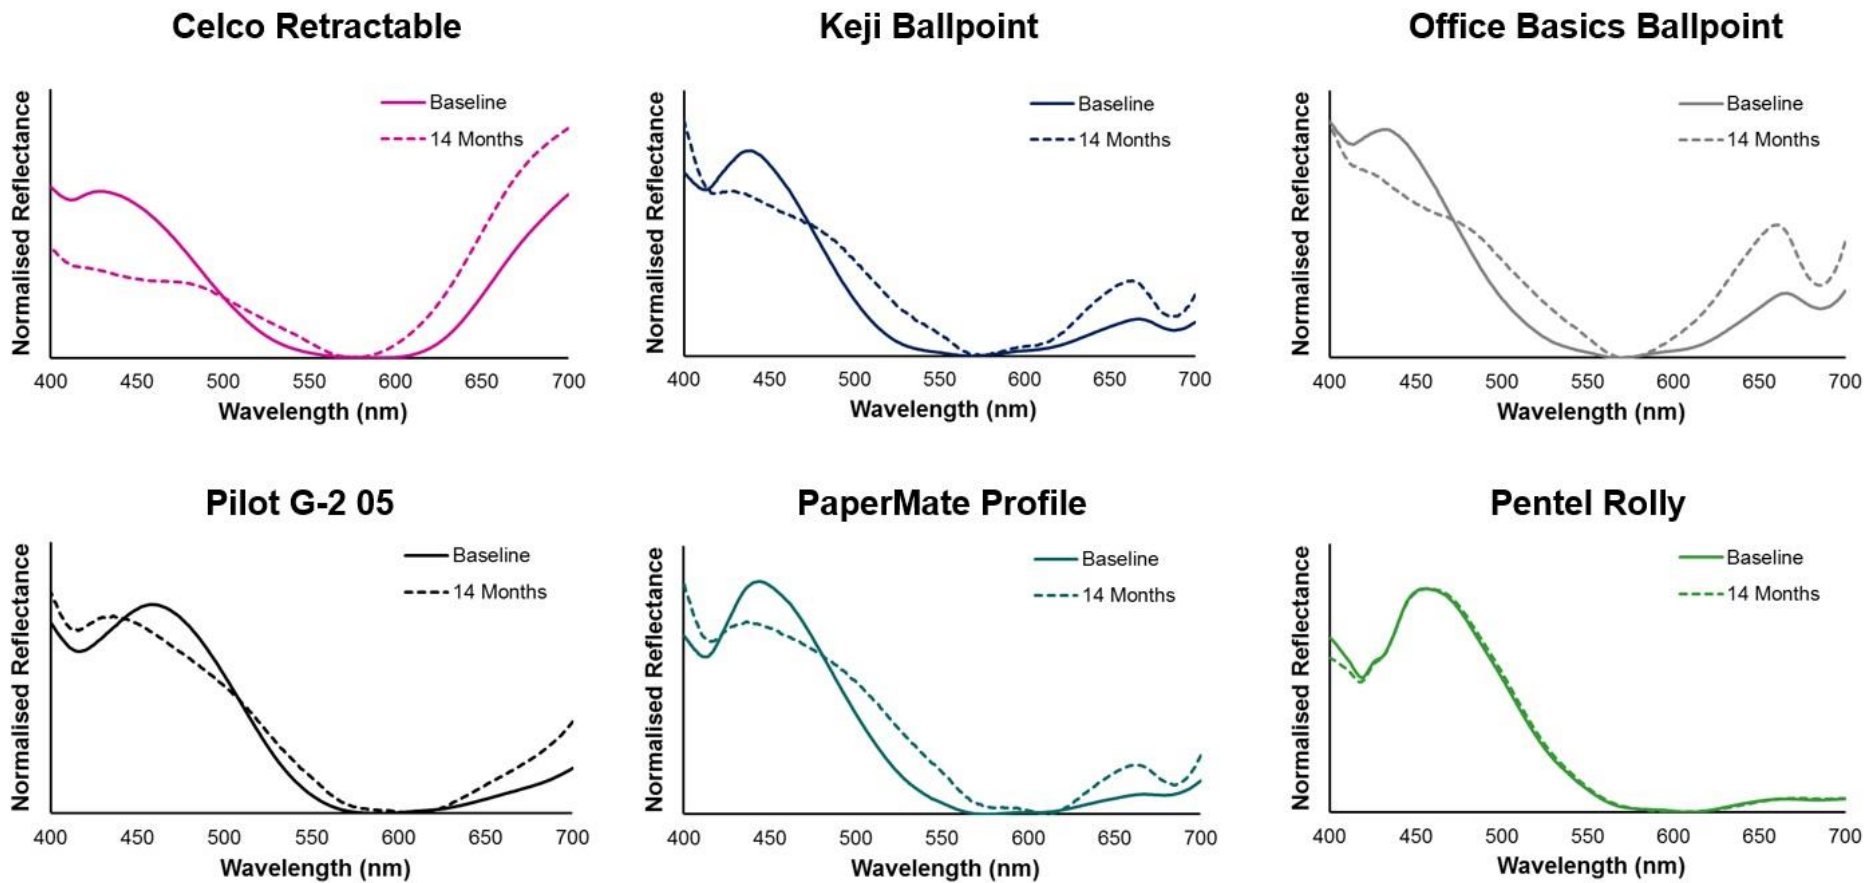 Celco Retractable
Normalised Reflectance
Baseline
14 Months
400 450 500 550 600 650 700
Wavelength (nm)
Keji Ballpoint
Normalised Reflectance
Baseline
14 Months
400 450 500 550 600 650 700
Wavelength (nm)
Office Basics Ballpoint
Normalised Reflectance
Baseline
14 Months
400 450 500 550 600 650 700
Wavelength (nm)
Pilot G-2 05
Normalised Reflectance
Baseline
14 Months
400 450 500 550 600 650 700
Wavelength (nm)
PaperMate Profile
Normalised Reflectance
Baseline
14 Months
400 450 500 550 600 650 700
Wavelength (nm)
Pentel Rolly
Normalised Reflectance
Baseline
14 Months
400 450 500 550 600 650 700
Wavelength (nm)